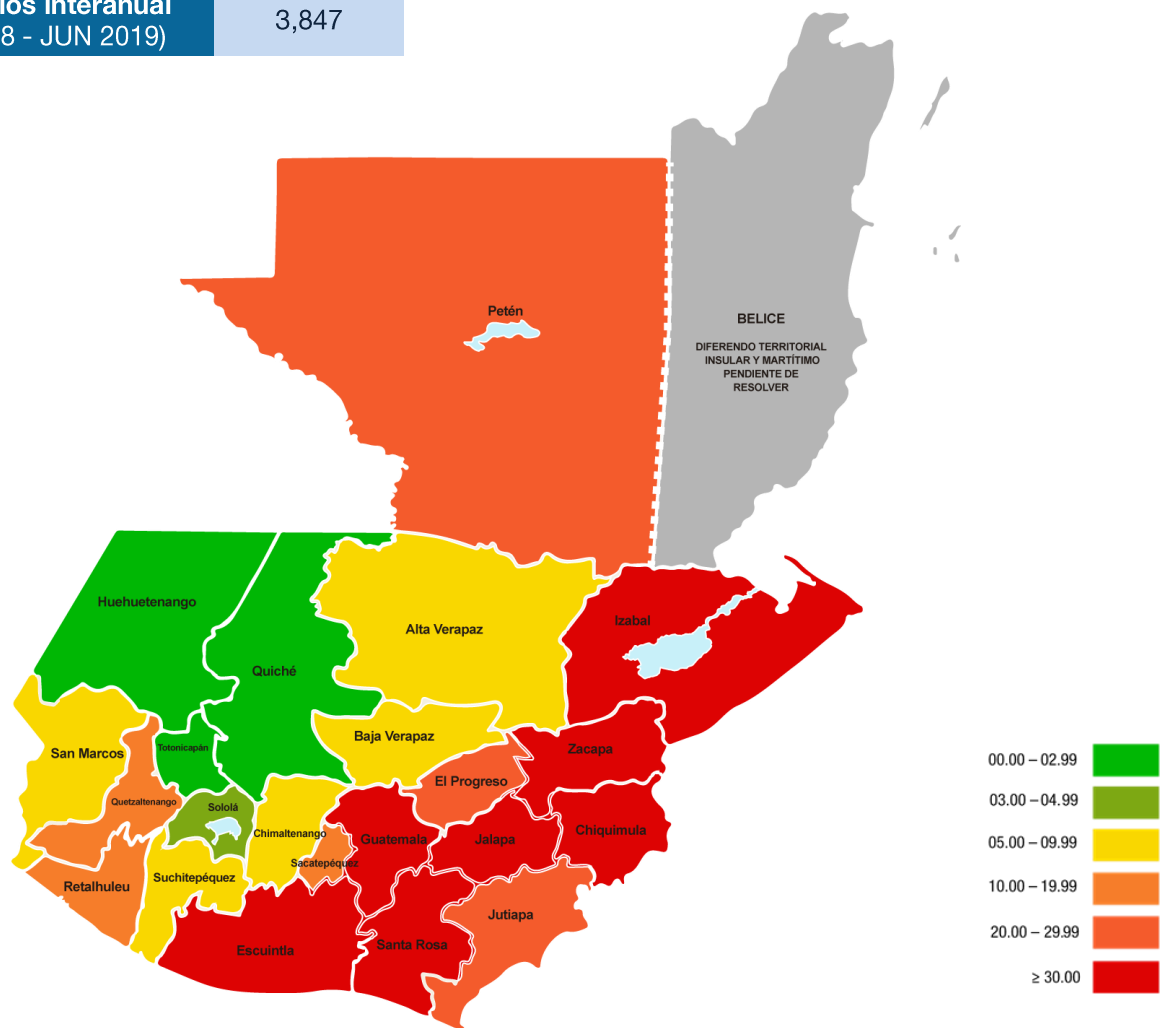 los Interanual
8 - JUN 2019)
3,847
Petén
BELICE
DIFERENDO TERRITORIAL
INSULAR Y MARTÍTIMO
PENDIENTE DE
RESOLVER
Huehuetenango
Izabal
Alta Verapaz
Quiché
Baja Verapaz
San Marcos
Totonicapán
Zacapa
El Progreso
Quetzaltenango
Sololá
Chimaltenango
Guatemala
Jalapa
Chiquimula
Sacatepéquez
Retalhuleu
Suchitepéquez
Jutiapa
Escuintla
Santa Rosa
00.00 – 02.99
03.00 – 04.99
05.00 – 09.99
10.00 – 19.99
20.00 – 29.99
≥ 30.00